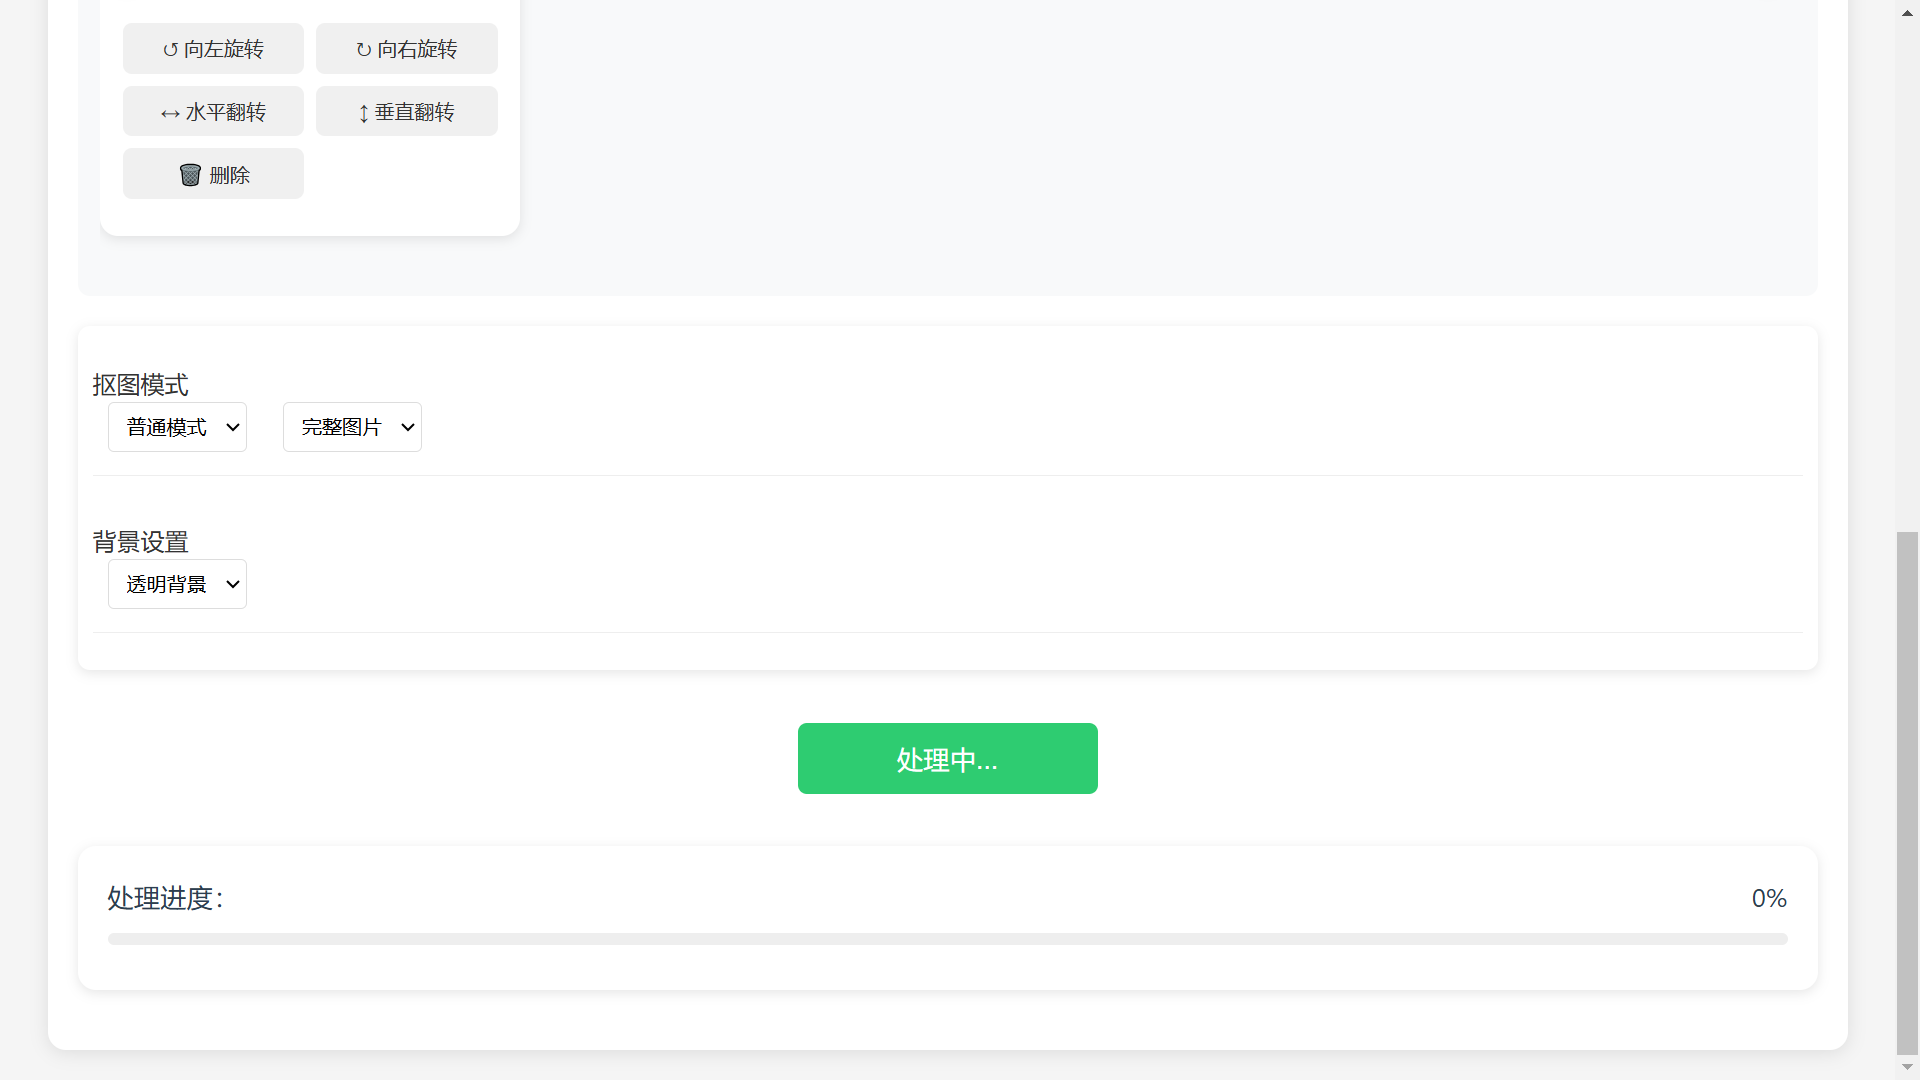 向左旋转
向右旋转
水平翻转
垂直翻转
删除
抠图模式
普通模式
完整图片
背景设置
透明背景
处理中...
处理进度：
0%